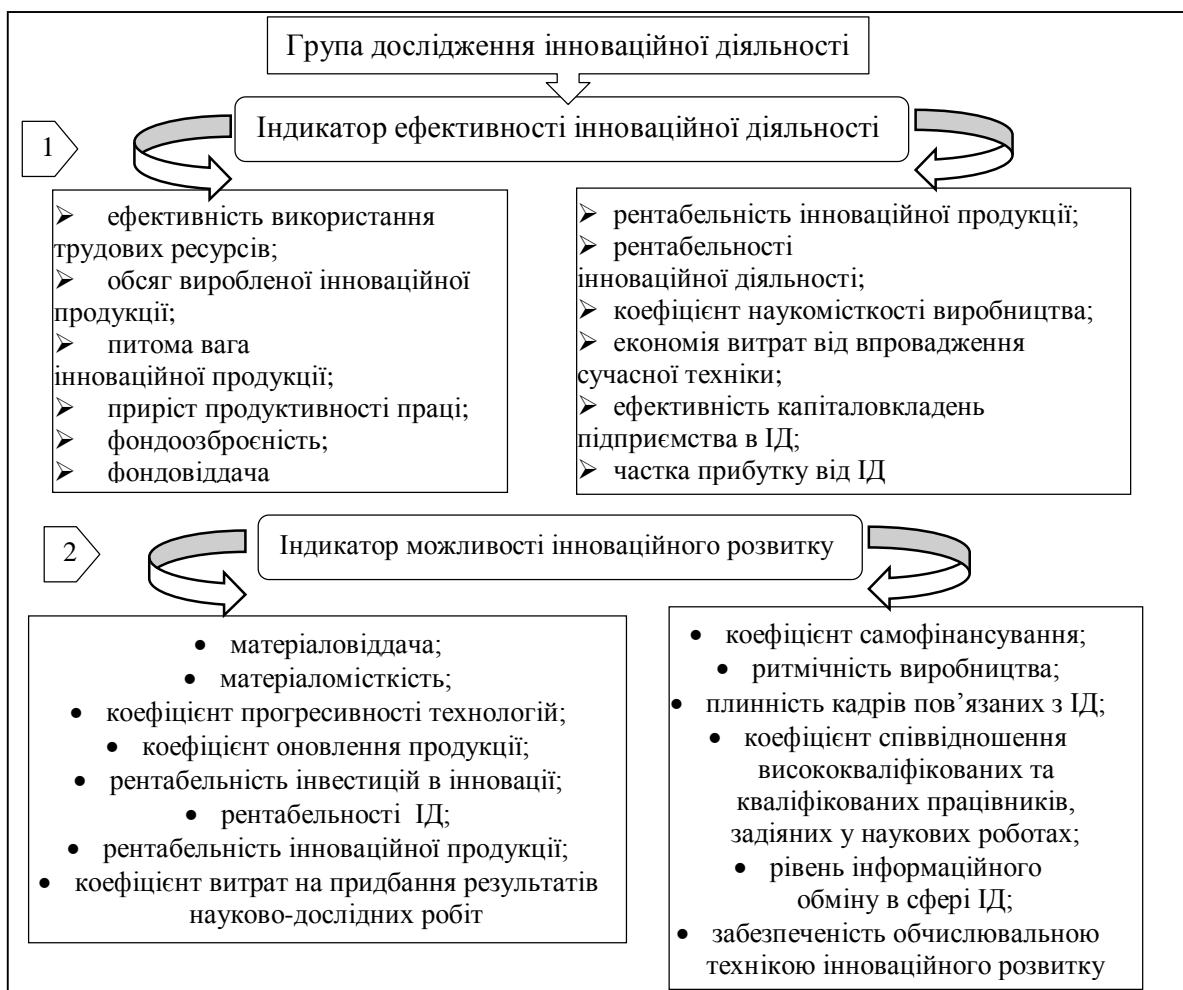 Група дослідження інноваційної діяльності
Індикатор ефективності інноваційної діяльності
1
➢ ефективність використання
трудових ресурсів;
➢ обсяг виробленої інноваційної
продукції;
➢ питома вага
інноваційної продукції;
➢ приріст продуктивності праці;
➢ фондоозброєність;
➢ фондовіддача
➢ рентабельність інноваційної продукції;
➢ рентабельності
інноваційної діяльності;
➢ коефіцієнт наукомісткості виробництва;
➢ економія витрат від впровадження
сучасної техніки;
➢ ефективність капіталовкладень
підприємства в ІД;
➢ частка прибутку від ІД
2
Індикатор можливості інноваційного розвитку
• матеріаловіддача;
• матеріаломісткість;
• коефіцієнт прогресивності технологій;
• коефіцієнт оновлення продукції;
• рентабельність інвестицій в інновації;
• рентабельності ІД;
• рентабельність інноваційної продукції;
• коефіцієнт витрат на придбання результатів
науково-дослідних робіт
• коефіцієнт самофінансування;
• ритмічність виробництва;
• плинність кадрів пов’язаних з ІД;
• коефіцієнт співвідношення
висококваліфікованих та
кваліфікованих працівників,
задіяних у наукових роботах;
• рівень інформаційного
обміну в сфері ІД;
• забезпеченість обчислювальною
технікою інноваційного розвитку